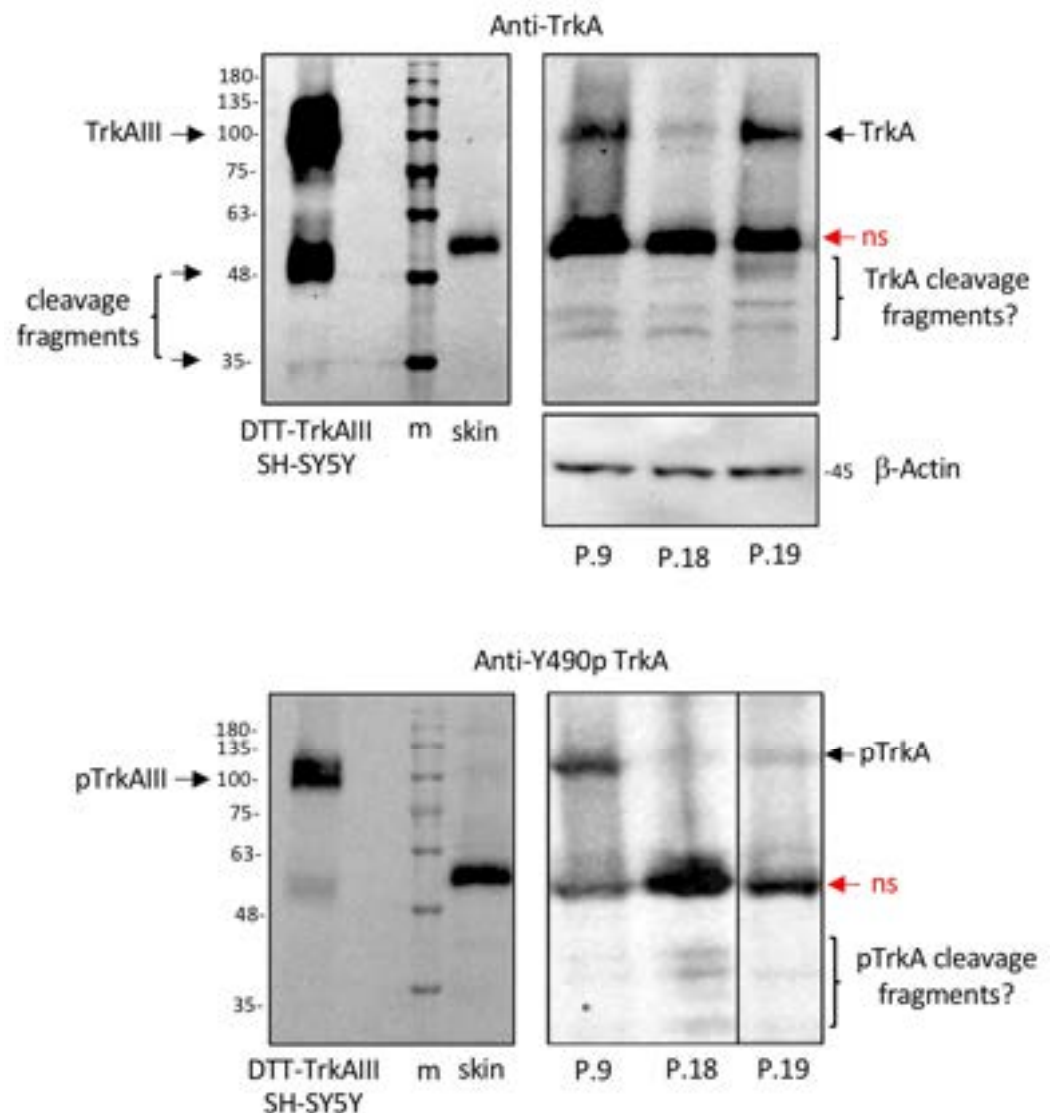 Anti-TrkA
180-
135-
TrkAIII
100-
TrkA
75-
63-
ns
48-
cleavage
fragments
TrkA cleavage
fragments?
35-
DTT-TrkAIII
SH-SY5Y
m
skin
-45
β-Actin
P.9
P.18
P.19
Anti-Y490p TrkA
180-
135-
pTrkA
pTrkAIII
100-
75-
63-
ns
48-
pTrkA cleavage
fragments?
35-
DTT-TrkAIII
SH-SY5Y
m
skin
P.9
P.18
P.19